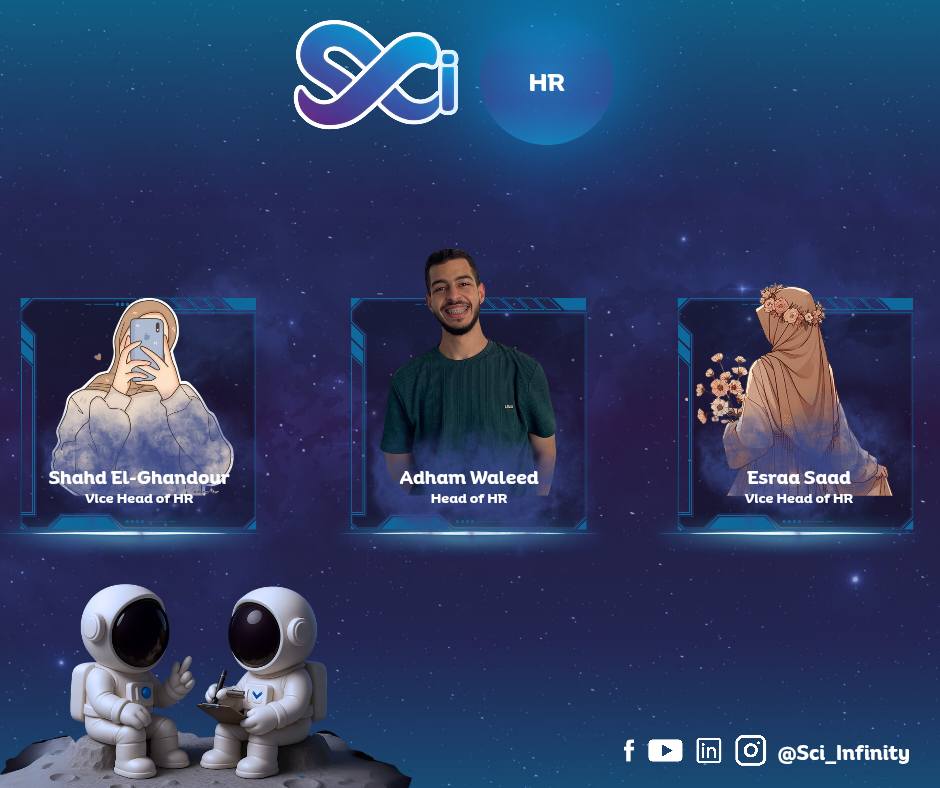 Sci
HR
Shahd El-Ghandour
Vice Head of HR
Adham Waleed
Head of HR
Esraa Saad
Vice Head of HR
@Sci_Infinity